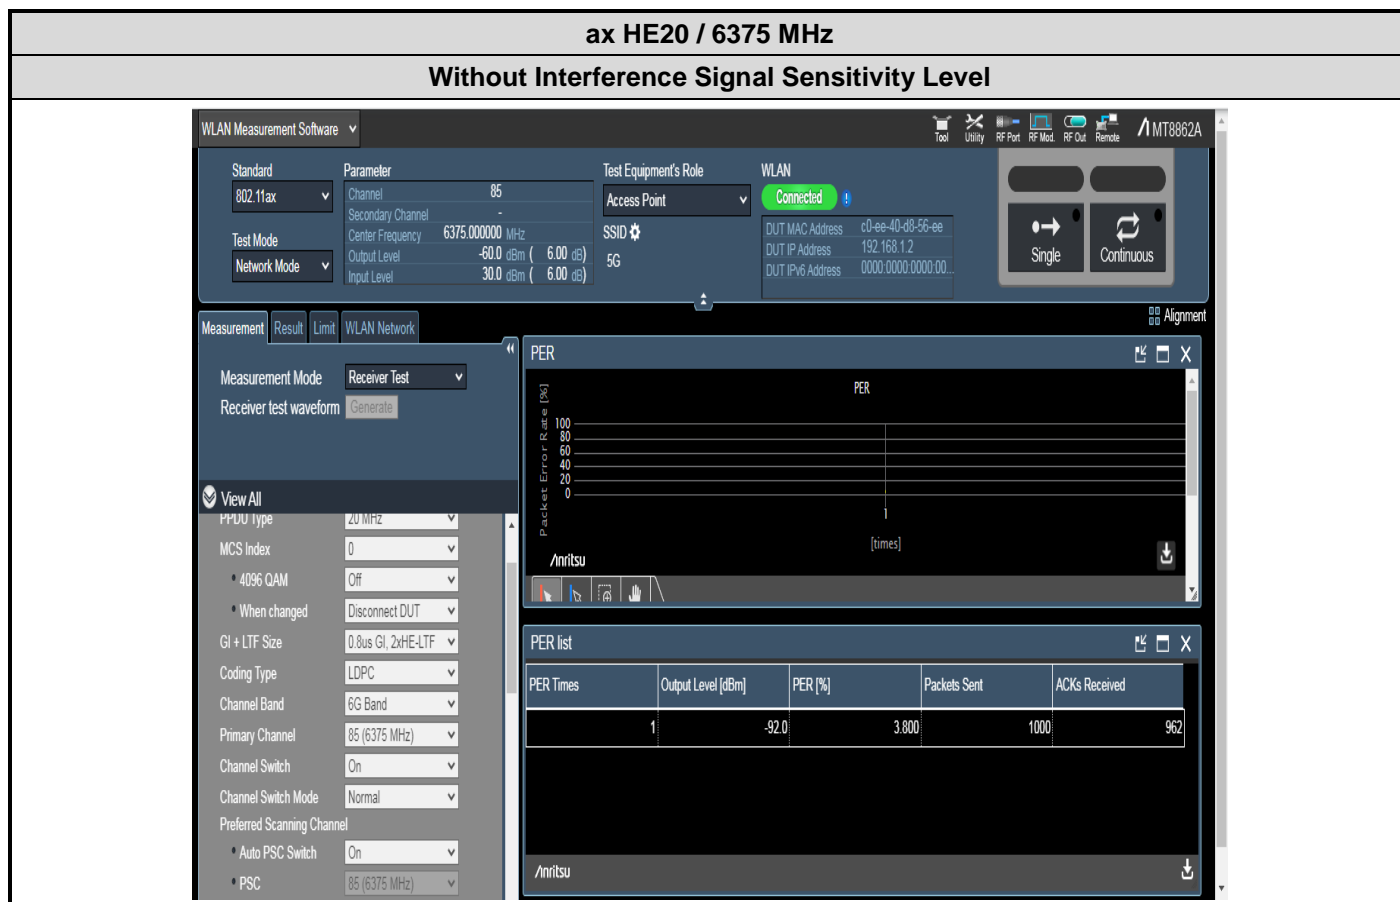 ax HE20 / 6375 MHz
Without Interference Signal Sensitivity Level
WLAN Measurement Software
Tool Utility RF Port RF Mod. RF Out Remote MT8862A
Standard
802.11ax
Test Mode
Network Mode
Parameter
Channel 85
Secondary Channel -
Center Frequency 6375.000000 MHz
Output Level -60.0 dBm ( 6.00 dB)
Input Level 30.0 dBm ( 6.00 dB)
Test Equipment's Role
Access Point
SSID
5G
WLAN
Connected !
DUT MAC Address c0-ee-40-d8-56-ee
DUT IP Address 192.168.1.2
DUT IPv6 Address 0000:0000:0000:00...
Single Continuous
Alignment
Measurement Result Limit WLAN Network
Measurement Mode Receiver Test
Receiver test waveform Generate
View All
PPDU Type 20 MHz
MCS Index 0
4096 QAM Off
When changed Disconnect DUT
GI + LTF Size 0.8us GI, 2xHE-LTF
Coding Type LDPC
Channel Band 6G Band
Primary Channel 85 (6375 MHz)
Channel Switch On
Channel Switch Mode Normal
Preferred Scanning Channel
Auto PSC Switch On
PSC 85 (6375 MHz)
PER
PER
Packet Error Rate [%]
100
80
60
40
20
0
1
[times]
Anritsu
PER list
PER Times Output Level [dBm] PER [%] Packets Sent ACKs Received
1 -92.0 3.800 1000 962
Anritsu